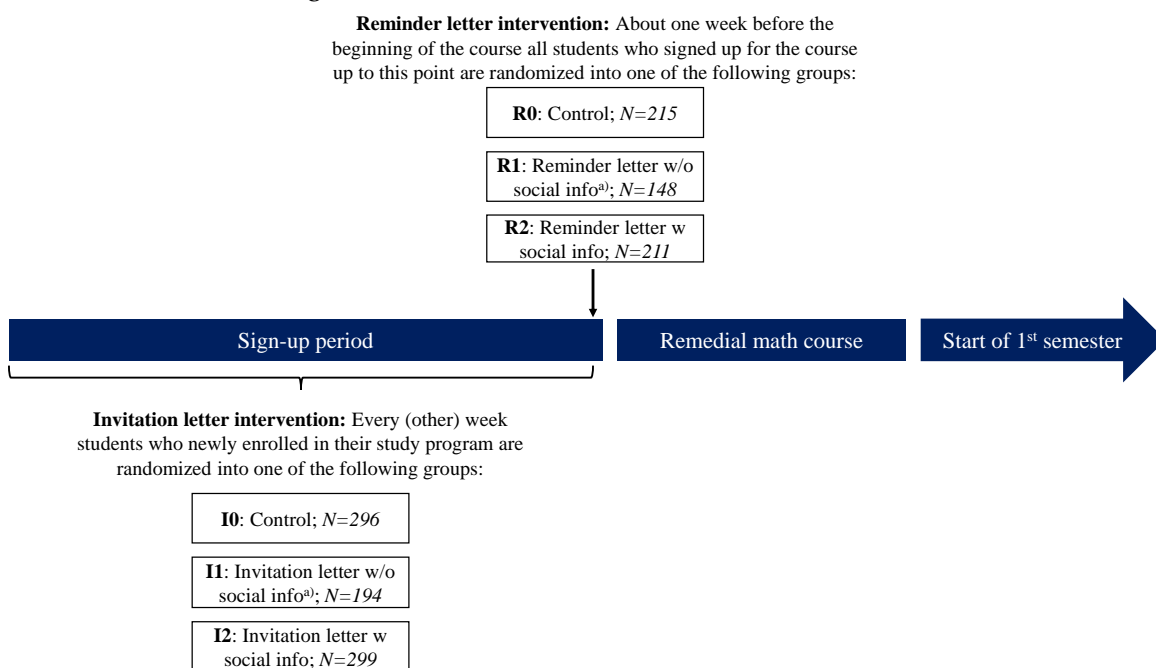 Reminder letter intervention: About one week before the
beginning of the course all students who signed up for the course
up to this point are randomized into one of the following groups:
R0: Control; N=215
R1: Reminder letter w/o
social infoᵃ⁾; N=148
R2: Reminder letter w
social info; N=211
Sign-up period
Remedial math course
Start of 1ˢᵗ semester
Invitation letter intervention: Every (other) week
students who newly enrolled in their study program are
randomized into one of the following groups:
I0: Control; N=296
I1: Invitation letter w/o
social infoᵃ⁾; N=194
I2: Invitation letter w
social info; N=299